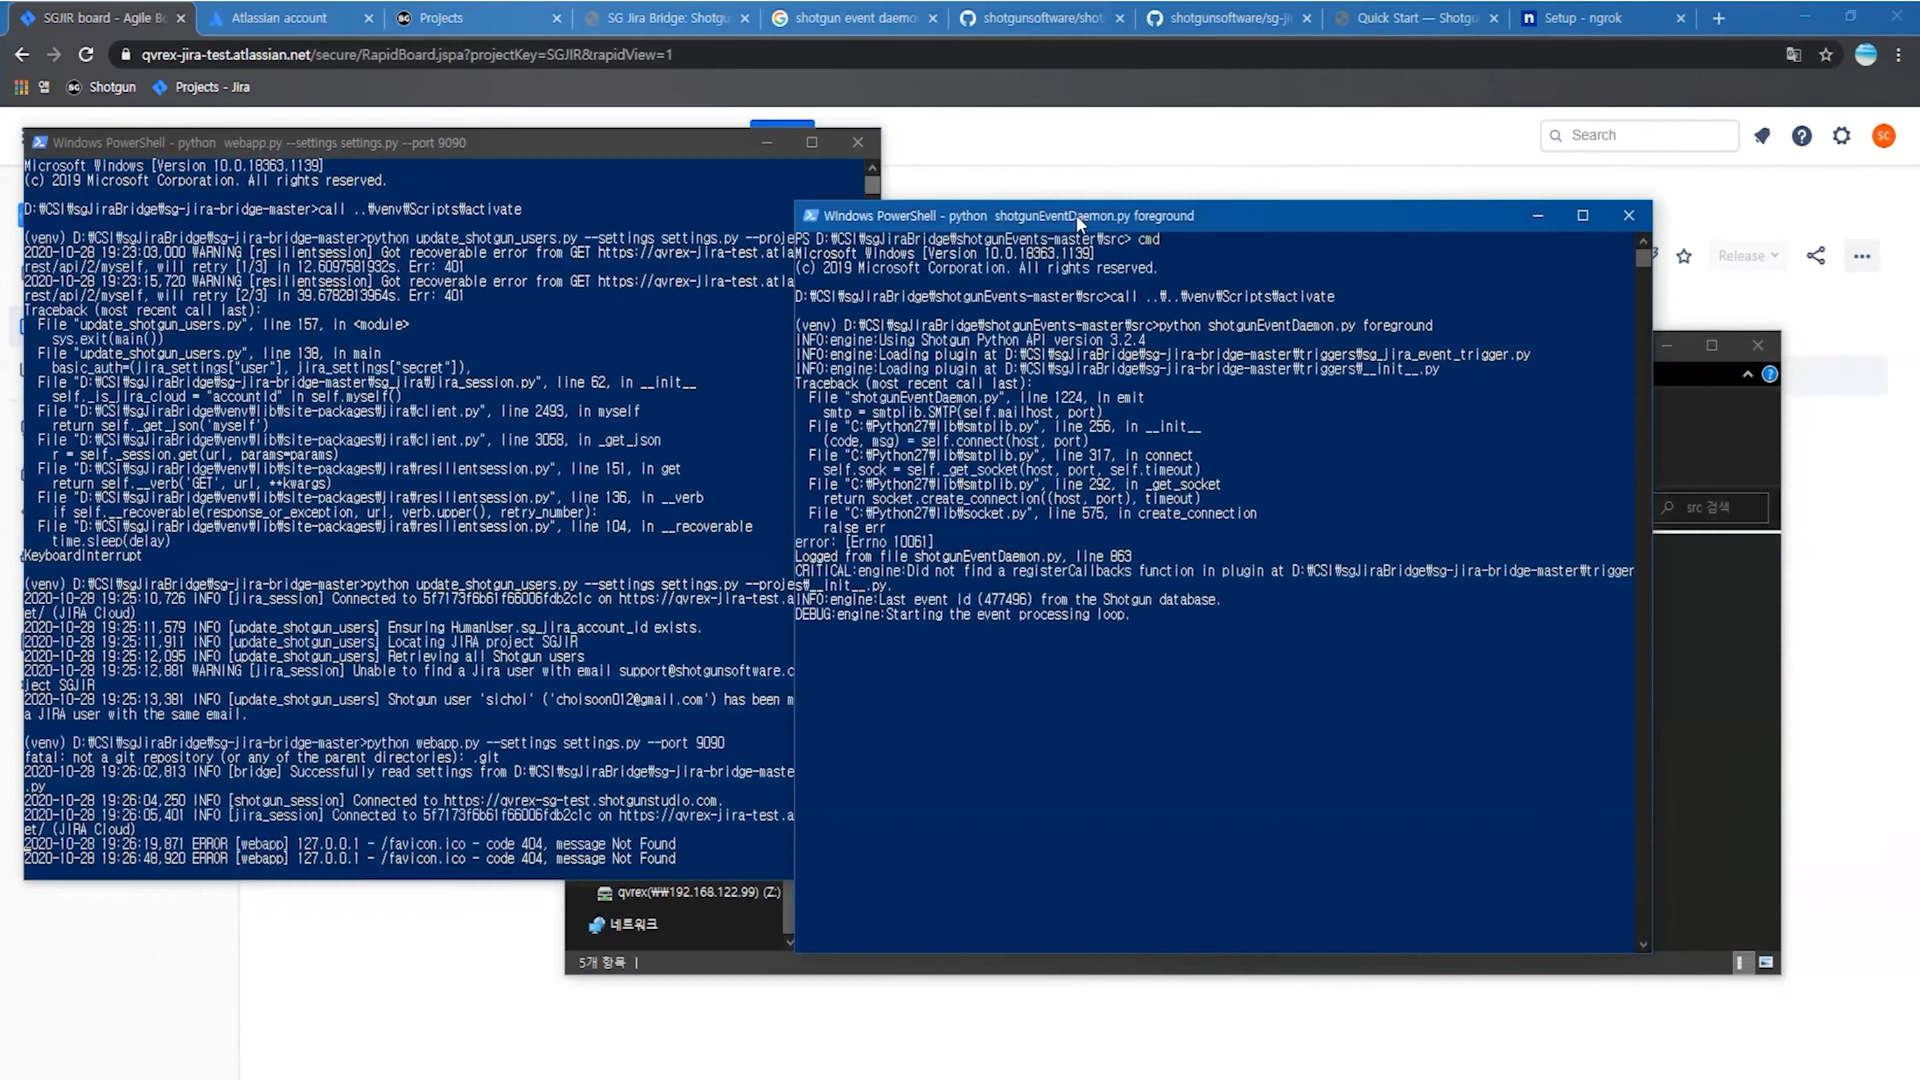 SGJIR board - Agile B
Atlassian account
Projects
SG Jira Bridge: Shotgu
shotgun event daemo
shotgunsoftware/shot
shotgunsoftware/sg-ji
Quick Start — Shotgu
Setup - ngrok
qvrex-jira-test.atlassian.net/secure/RapidBoard.jspa?projectKey=SGJIR&rapidView=1
앱
Shotgun
Projects - Jira
Search
SC
Release
Windows PowerShell - python webapp.py --settings settings.py --port 9090
Microsoft Windows [Version 10.0.18363.1139]
(c) 2019 Microsoft Corporation. All rights reserved.
D:₩CSI₩sgJiraBridge₩sg-jira-bridge-master>call ..₩venv₩Scripts₩activate
(venv) D:₩CSI₩sgJiraBridge₩sg-jira-bridge-master>python update_shotgun_users.py --settings settings.py --proje
2020-10-28 19:23:03,000 WARNING [resilientsession] Got recoverable error from GET https://qvrex-jira-test.atla
rest/api/2/myself, will retry [1/3] in 12.6097581932s. Err: 401
2020-10-28 19:23:15,720 WARNING [resilientsession] Got recoverable error from GET https://qvrex-jira-test.atla
rest/api/2/myself, will retry [2/3] in 39.6782813964s. Err: 401
Traceback (most recent call last):
File "update_shotgun_users.py", line 157, in <module>
sys.exit(main())
File "update_shotgun_users.py", line 138, in main
basic_auth=(jira_settings["user"], jira_settings["secret"]),
File "D:₩CSI₩sgJiraBridge₩sg-jira-bridge-master₩sg_jira₩jira_session.py", line 62, in __init__
self._is_jira_cloud = "accountId" in self.myself()
File "D:₩CSI₩sgJiraBridge₩venv₩lib₩site-packages₩jira₩client.py", line 2493, in myself
return self._get_json('myself')
File "D:₩CSI₩sgJiraBridge₩venv₩lib₩site-packages₩jira₩client.py", line 3058, in _get_json
r = self._session.get(url, params=params)
File "D:₩CSI₩sgJiraBridge₩venv₩lib₩site-packages₩jira₩resilientsession.py", line 151, in get
return self.__verb('GET', url, **kwargs)
File "D:₩CSI₩sgJiraBridge₩venv₩lib₩site-packages₩jira₩resilientsession.py", line 136, in __verb
if self.__recoverable(response_or_exception, url, verb.upper(), retry_number):
File "D:₩CSI₩sgJiraBridge₩venv₩lib₩site-packages₩jira₩resilientsession.py", line 104, in __recoverable
time.sleep(delay)
KeyboardInterrupt
(venv) D:₩CSI₩sgJiraBridge₩sg-jira-bridge-master>python update_shotgun_users.py --settings settings.py --proje
2020-10-28 19:25:10,726 INFO [jira_session] Connected to 5f7173f6b61f66006fdb2c1c on https://qvrex-jira-test.a
et/ (JIRA Cloud)
2020-10-28 19:25:11,579 INFO [update_shotgun_users] Ensuring HumanUser.sg_jira_account_id exists.
2020-10-28 19:25:11,911 INFO [update_shotgun_users] Locating JIRA project SGJIR
2020-10-28 19:25:12,095 INFO [update_shotgun_users] Retrieving all Shotgun users
2020-10-28 19:25:12,881 WARNING [jira_session] Unable to find a Jira user with email support@shotgunsoftware.c
ject SGJIR
2020-10-28 19:25:13,381 INFO [update_shotgun_users] Shotgun user 'sichoi' ('choisoon012@gmail.com') has been m
a JIRA user with the same email.
(venv) D:₩CSI₩sgJiraBridge₩sg-jira-bridge-master>python webapp.py --settings settings.py --port 9090
fatal: not a git repository (or any of the parent directories): .git
2020-10-28 19:26:02,813 INFO [bridge] Successfully read settings from D:₩CSI₩sgJiraBridge₩sg-jira-bridge-maste
.py
2020-10-28 19:26:04,250 INFO [shotgun_session] Connected to https://qvrex-sg-test.shotgunstudio.com.
2020-10-28 19:26:05,401 INFO [jira_session] Connected to 5f7173f6b61f66006fdb2c1c on https://qvrex-jira-test.a
et/ (JIRA Cloud)
2020-10-28 19:26:19,871 ERROR [webapp] 127.0.0.1 - /favicon.ico - code 404, message Not Found
2020-10-28 19:26:48,920 ERROR [webapp] 127.0.0.1 - /favicon.ico - code 404, message Not Found
Windows PowerShell - python shotgunEventDaemon.py foreground
PS D:₩CSI₩sgJiraBridge₩shotgunEvents-master₩src> cmd
Microsoft Windows [Version 10.0.18363.1139]
(c) 2019 Microsoft Corporation. All rights reserved.
D:₩CSI₩sgJiraBridge₩shotgunEvents-master₩src>call ..₩..₩venv₩Scripts₩activate
(venv) D:₩CSI₩sgJiraBridge₩shotgunEvents-master₩src>python shotgunEventDaemon.py foreground
INFO:engine:Using Shotgun Python API version 3.2.4
INFO:engine:Loading plugin at D:₩CSI₩sgJiraBridge₩sg-jira-bridge-master₩triggers₩sg_jira_event_trigger.py
INFO:engine:Loading plugin at D:₩CSI₩sgJiraBridge₩sg-jira-bridge-master₩triggers₩__init__.py
Traceback (most recent call last):
File "shotgunEventDaemon.py", line 1224, in emit
smtp = smtplib.SMTP(self.mailhost, port)
File "C:₩Python27₩lib₩smtplib.py", line 256, in __init__
(code, msg) = self.connect(host, port)
File "C:₩Python27₩lib₩smtplib.py", line 317, in connect
self.sock = self._get_socket(host, port, self.timeout)
File "C:₩Python27₩lib₩smtplib.py", line 292, in _get_socket
return socket.create_connection((host, port), timeout)
File "C:₩Python27₩lib₩socket.py", line 575, in create_connection
raise err
error: [Errno 10061]
Logged from file shotgunEventDaemon.py, line 863
CRITICAL:engine:Did not find a registerCallbacks function in plugin at D:₩CSI₩sgJiraBridge₩sg-jira-bridge-master₩trigger
s₩__init__.py.
INFO:engine:Last event id (477496) from the Shotgun database.
DEBUG:engine:Starting the event processing loop.
src 검색
qvrex(₩₩192.168.122.99) (Z:)
네트워크
5개 항목